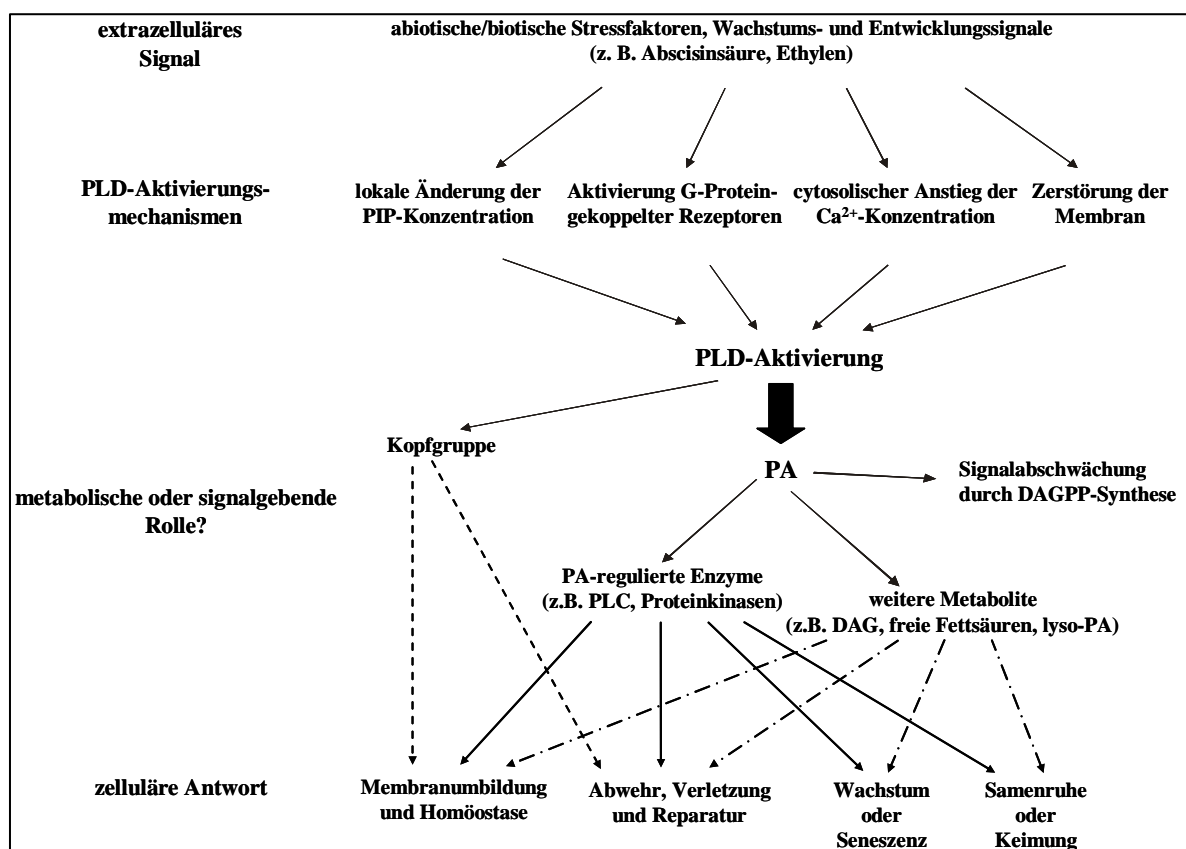 extrazelluläres
Signal
abiotische/biotische Stressfaktoren, Wachstums- und Entwicklungssignale
(z. B. Abscisinsäure, Ethylen)
PLD-Aktivierungs-
mechanismen
lokale Änderung der
PIP-Konzentration
Aktivierung G-Protein-
gekoppelter Rezeptoren
cytosolischer Anstieg der
Ca²⁺-Konzentration
Zerstörung der
Membran
PLD-Aktivierung
Kopfgruppe
PA
Signalabschwächung
durch DAGPP-Synthese
metabolische oder signalgebende
Rolle?
PA-regulierte Enzyme
(z.B. PLC, Proteinkinasen)
weitere Metabolite
(z.B. DAG, freie Fettsäuren, lyso-PA)
zelluläre Antwort
Membranumbildung
und Homöostase
Abwehr, Verletzung
und Reparatur
Wachstum
oder
Seneszenz
Samenruhe
oder
Keimung